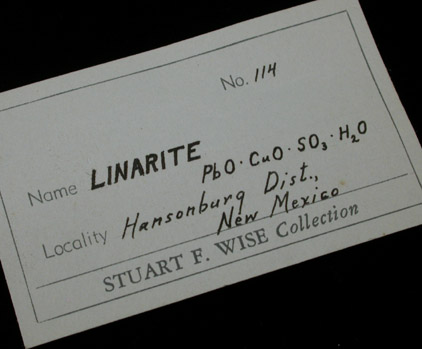 No. 114
Name LINARITE
PbO·CuO·SO₃·H₂O
Locality Hansonburg Dist.,
New Mexico
STUART F. WISE Collection